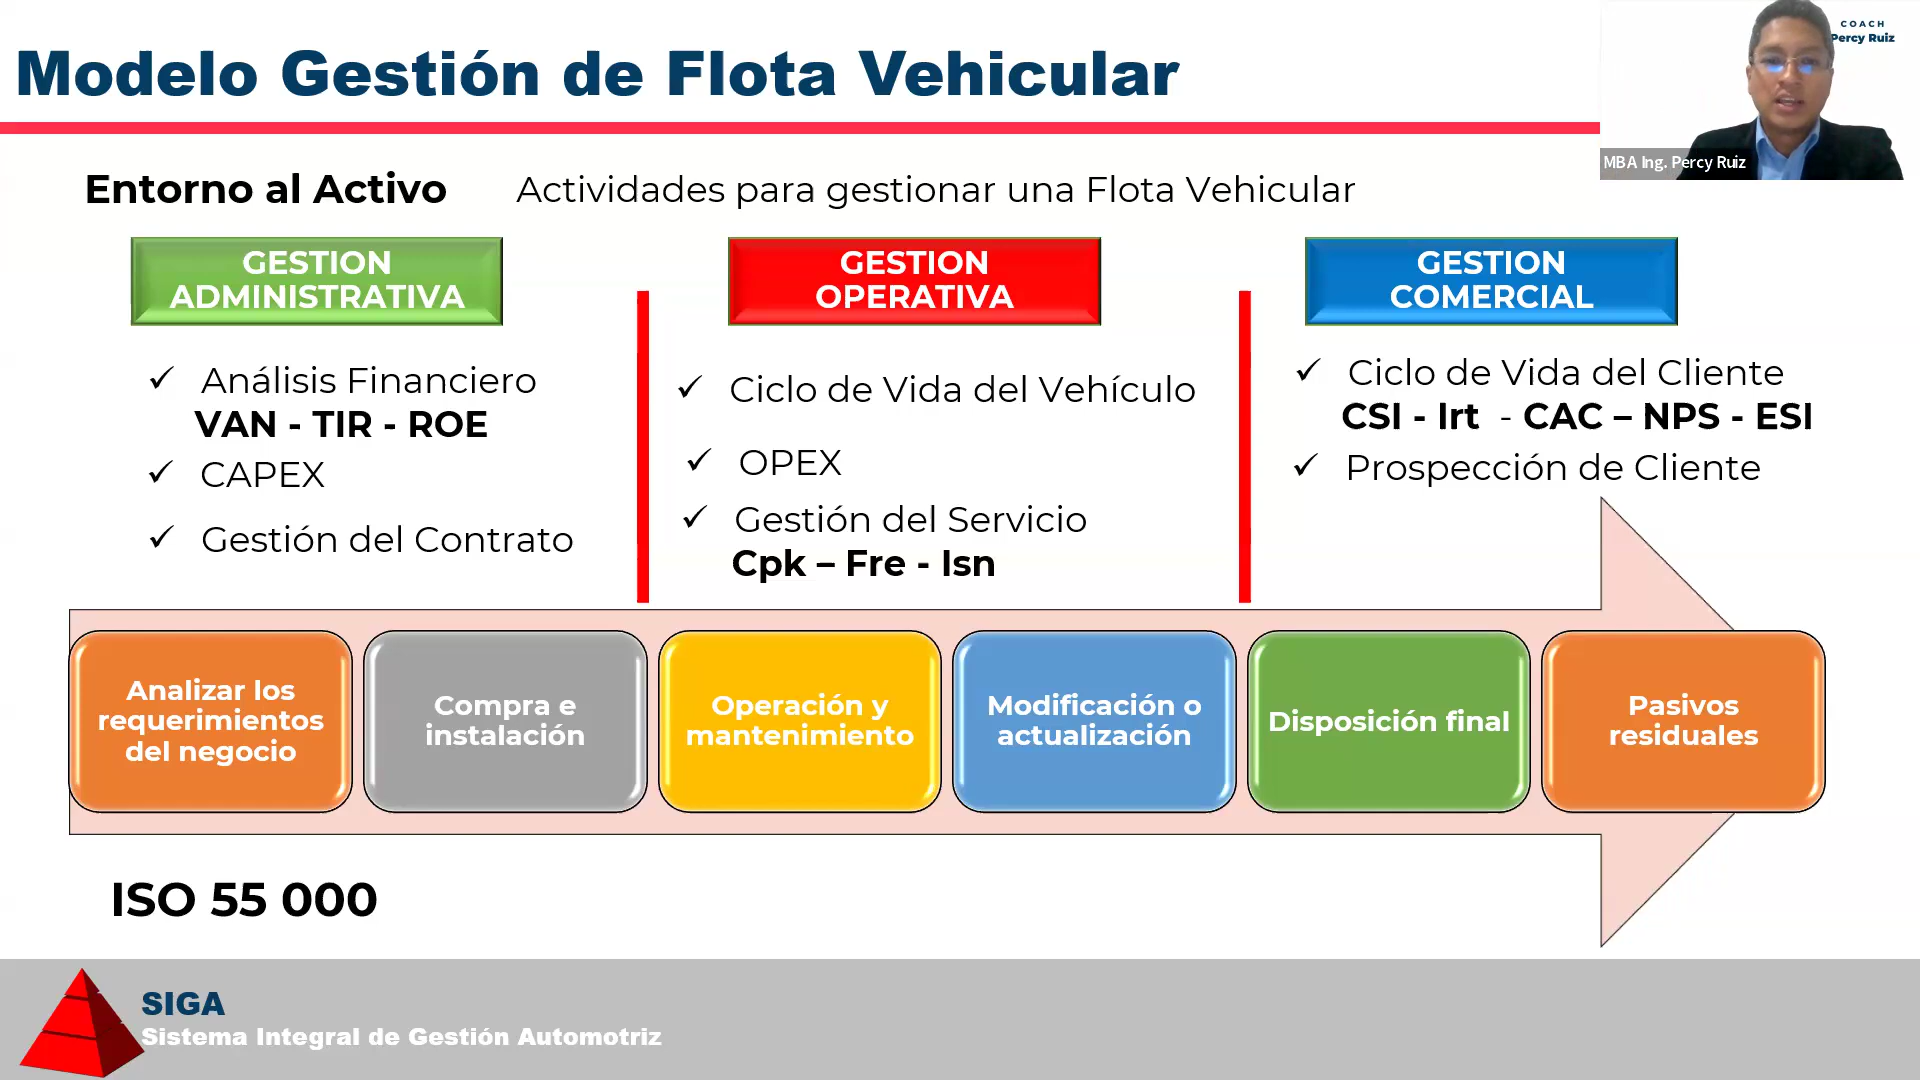 Modelo Gestión de Flota Vehicular
COACH
Percy Ruiz
MBA Ing. Percy Ruiz
Entorno al Activo
Actividades para gestionar una Flota Vehicular
GESTION
ADMINISTRATIVA
✓ Análisis Financiero
VAN - TIR - ROE
✓ CAPEX
✓ Gestión del Contrato
GESTION
OPERATIVA
✓ Ciclo de Vida del Vehículo
✓ OPEX
✓ Gestión del Servicio
Cpk – Fre - Isn
GESTION
COMERCIAL
✓ Ciclo de Vida del Cliente
CSI - Irt - CAC – NPS - ESI
✓ Prospección de Cliente
Analizar los
requerimientos
del negocio
Compra e
instalación
Operación y
mantenimiento
Modificación o
actualización
Disposición final
Pasivos
residuales
ISO 55 000
SIGA
Sistema Integral de Gestión Automotriz